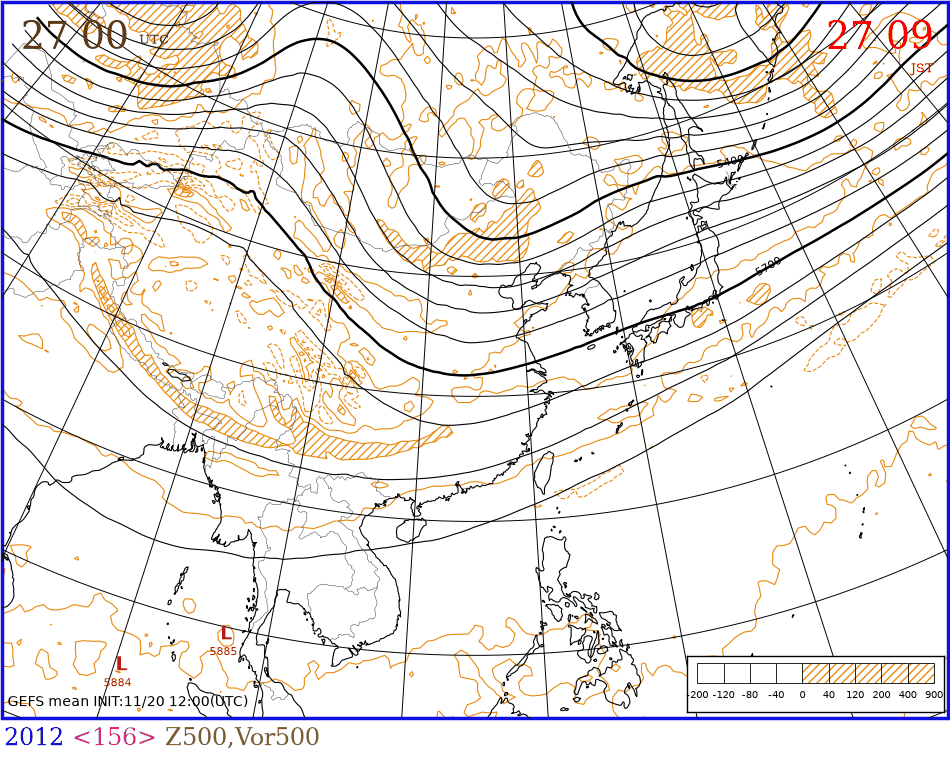 27 00 UTC
27 09
JST
5400
5700
L
5885
L
5884
GEFS mean INIT:11/20 12:00(UTC)
-200 -120 -80 -40 0 40 120 200 400 900
2012 <156> Z500,Vor500